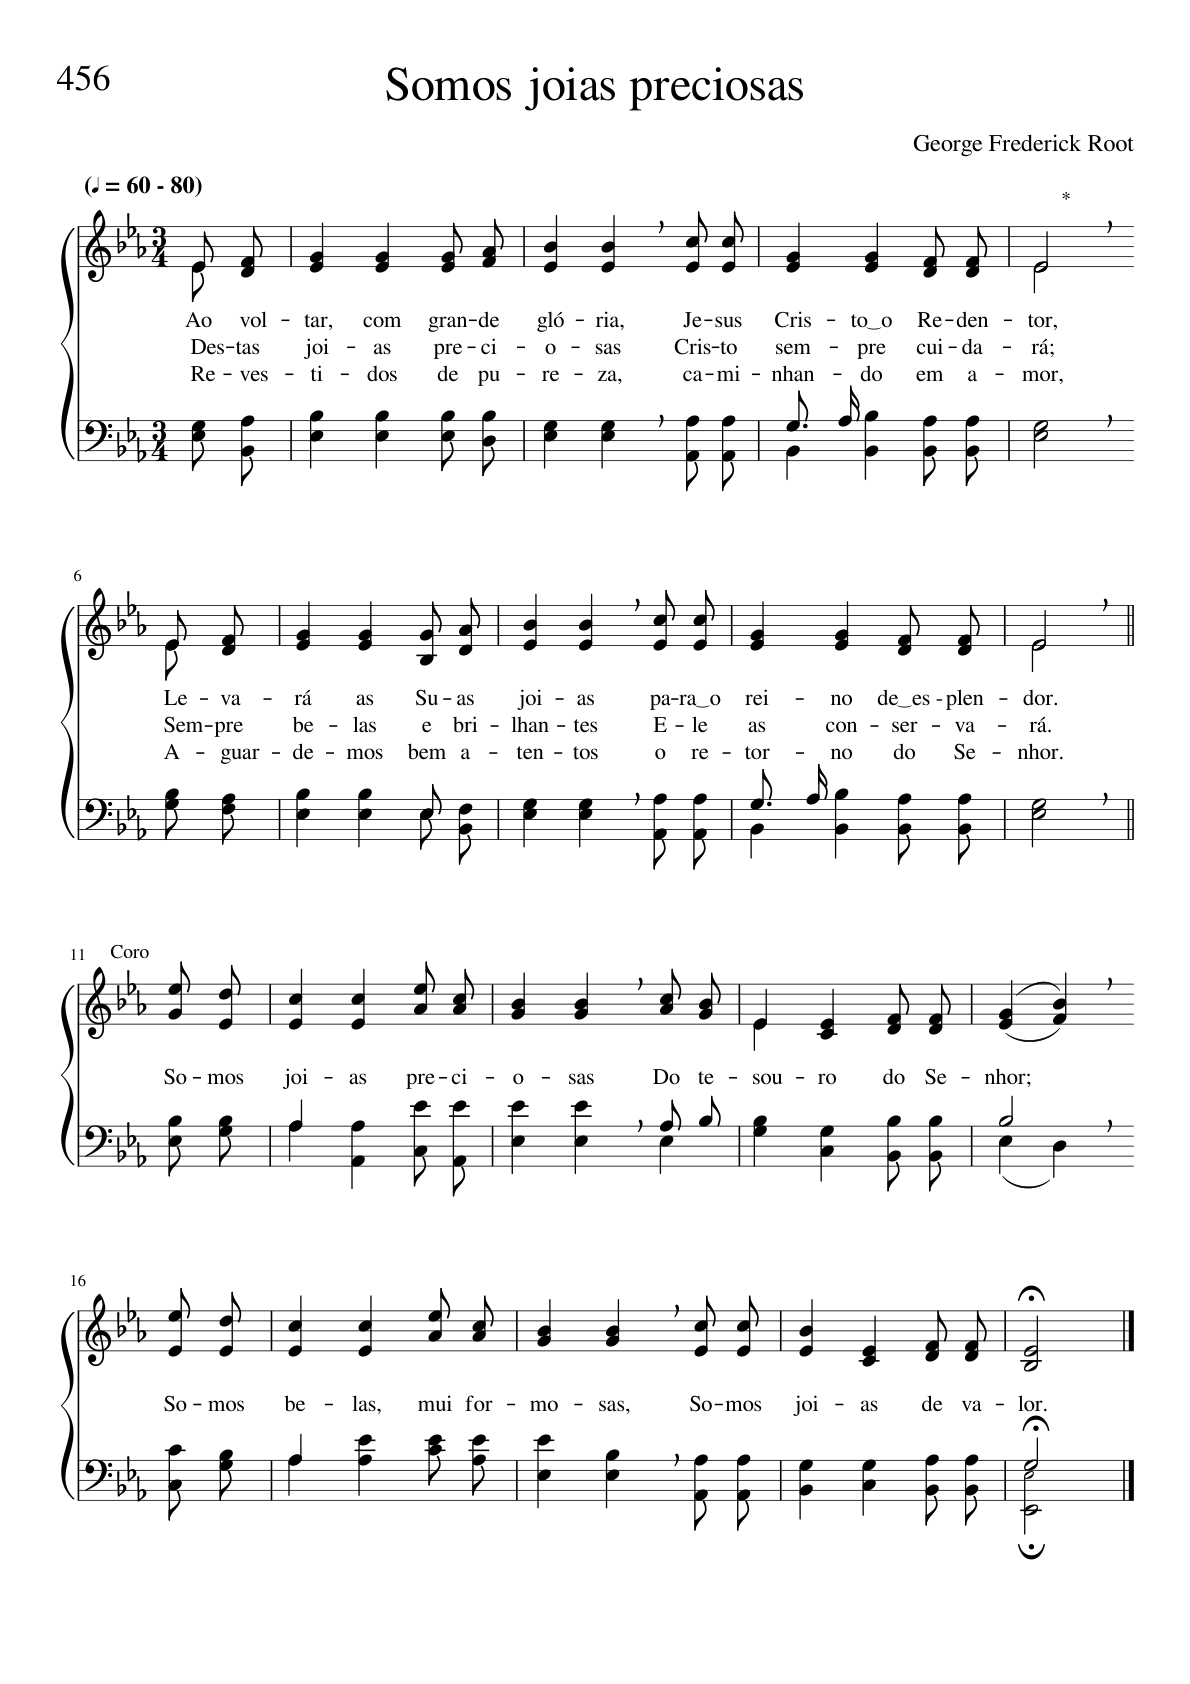 456
Somos joias preciosas
George Frederick Root
(♩ = 60 - 80)
*
Ao vol - tar, com gran - de gló - ria, Je - sus Cris - to‿o Re - den - tor,
Des - tas joi - as pre - ci - o - sas Cris - to sem - pre cui - da - rá;
Re - ves - ti - dos de pu - re - za, ca - mi - nhan - do em a - mor,
6
Le - va - rá as Su - as joi - as pa - ra‿o rei - no de‿es - plen - dor.
Sem - pre be - las e bri - lhan - tes E - le as con - ser - va - rá.
A - guar - de - mos bem a - ten - tos o re - tor - no do Se - nhor.
11 Coro
So - mos joi - as pre - ci - o - sas Do te - sou - ro do Se - nhor;
16
So - mos be - las, mui for - mo - sas, So - mos joi - as de va - lor.